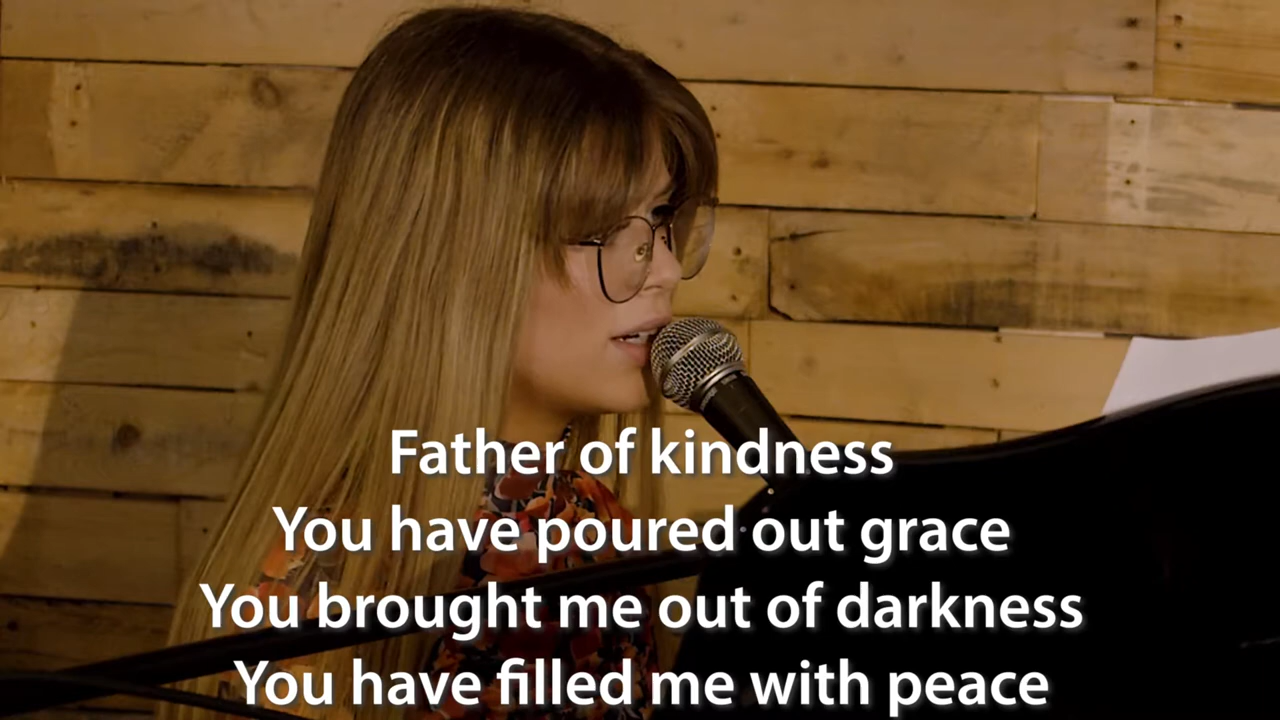 Father of kindness
You have poured out grace
You brought me out of darkness
You have filled me with peace